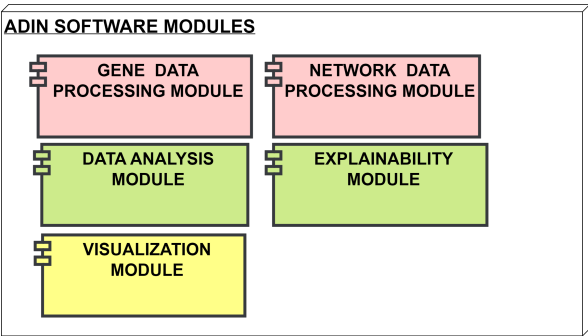 ADIN SOFTWARE MODULES
GENE DATA
PROCESSING MODULE
NETWORK DATA
PROCESSING MODULE
DATA ANALYSIS
MODULE
EXPLAINABILITY
MODULE
VISUALIZATION
MODULE